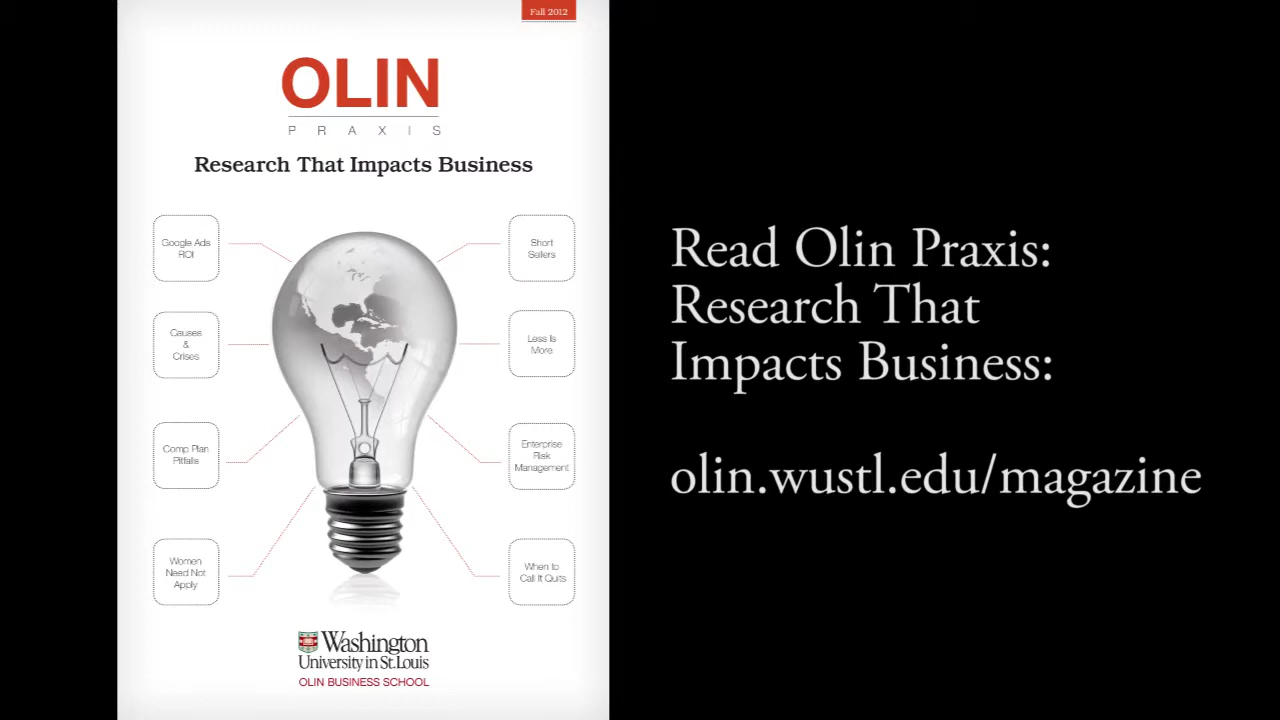 Fall 2012
OLIN
PRAXIS
Research That Impacts Business
Google Ads
ROI
Short
Sellers
Causes
&
Crises
Less Is
More
Comp Plan
Pitfalls
Enterprise
Risk
Management
Women
Need Not
Apply
When to
Call It Quits
Washington
University in St. Louis
OLIN BUSINESS SCHOOL
Read Olin Praxis:
Research That
Impacts Business:
olin.wustl.edu/magazine